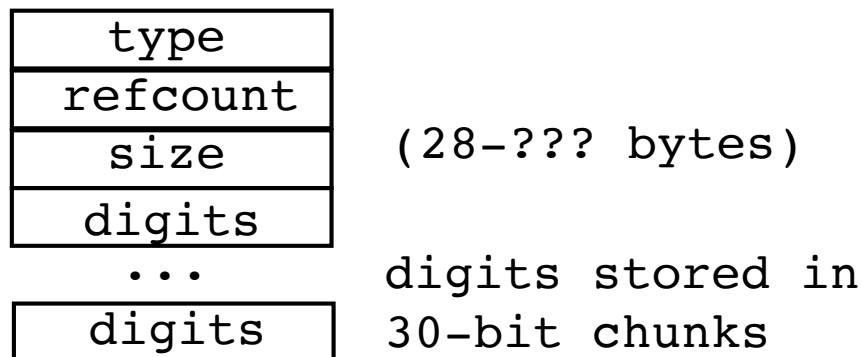 type
refcount
size
(28-??? bytes)
digits
...
digits stored in
digits
30-bit chunks